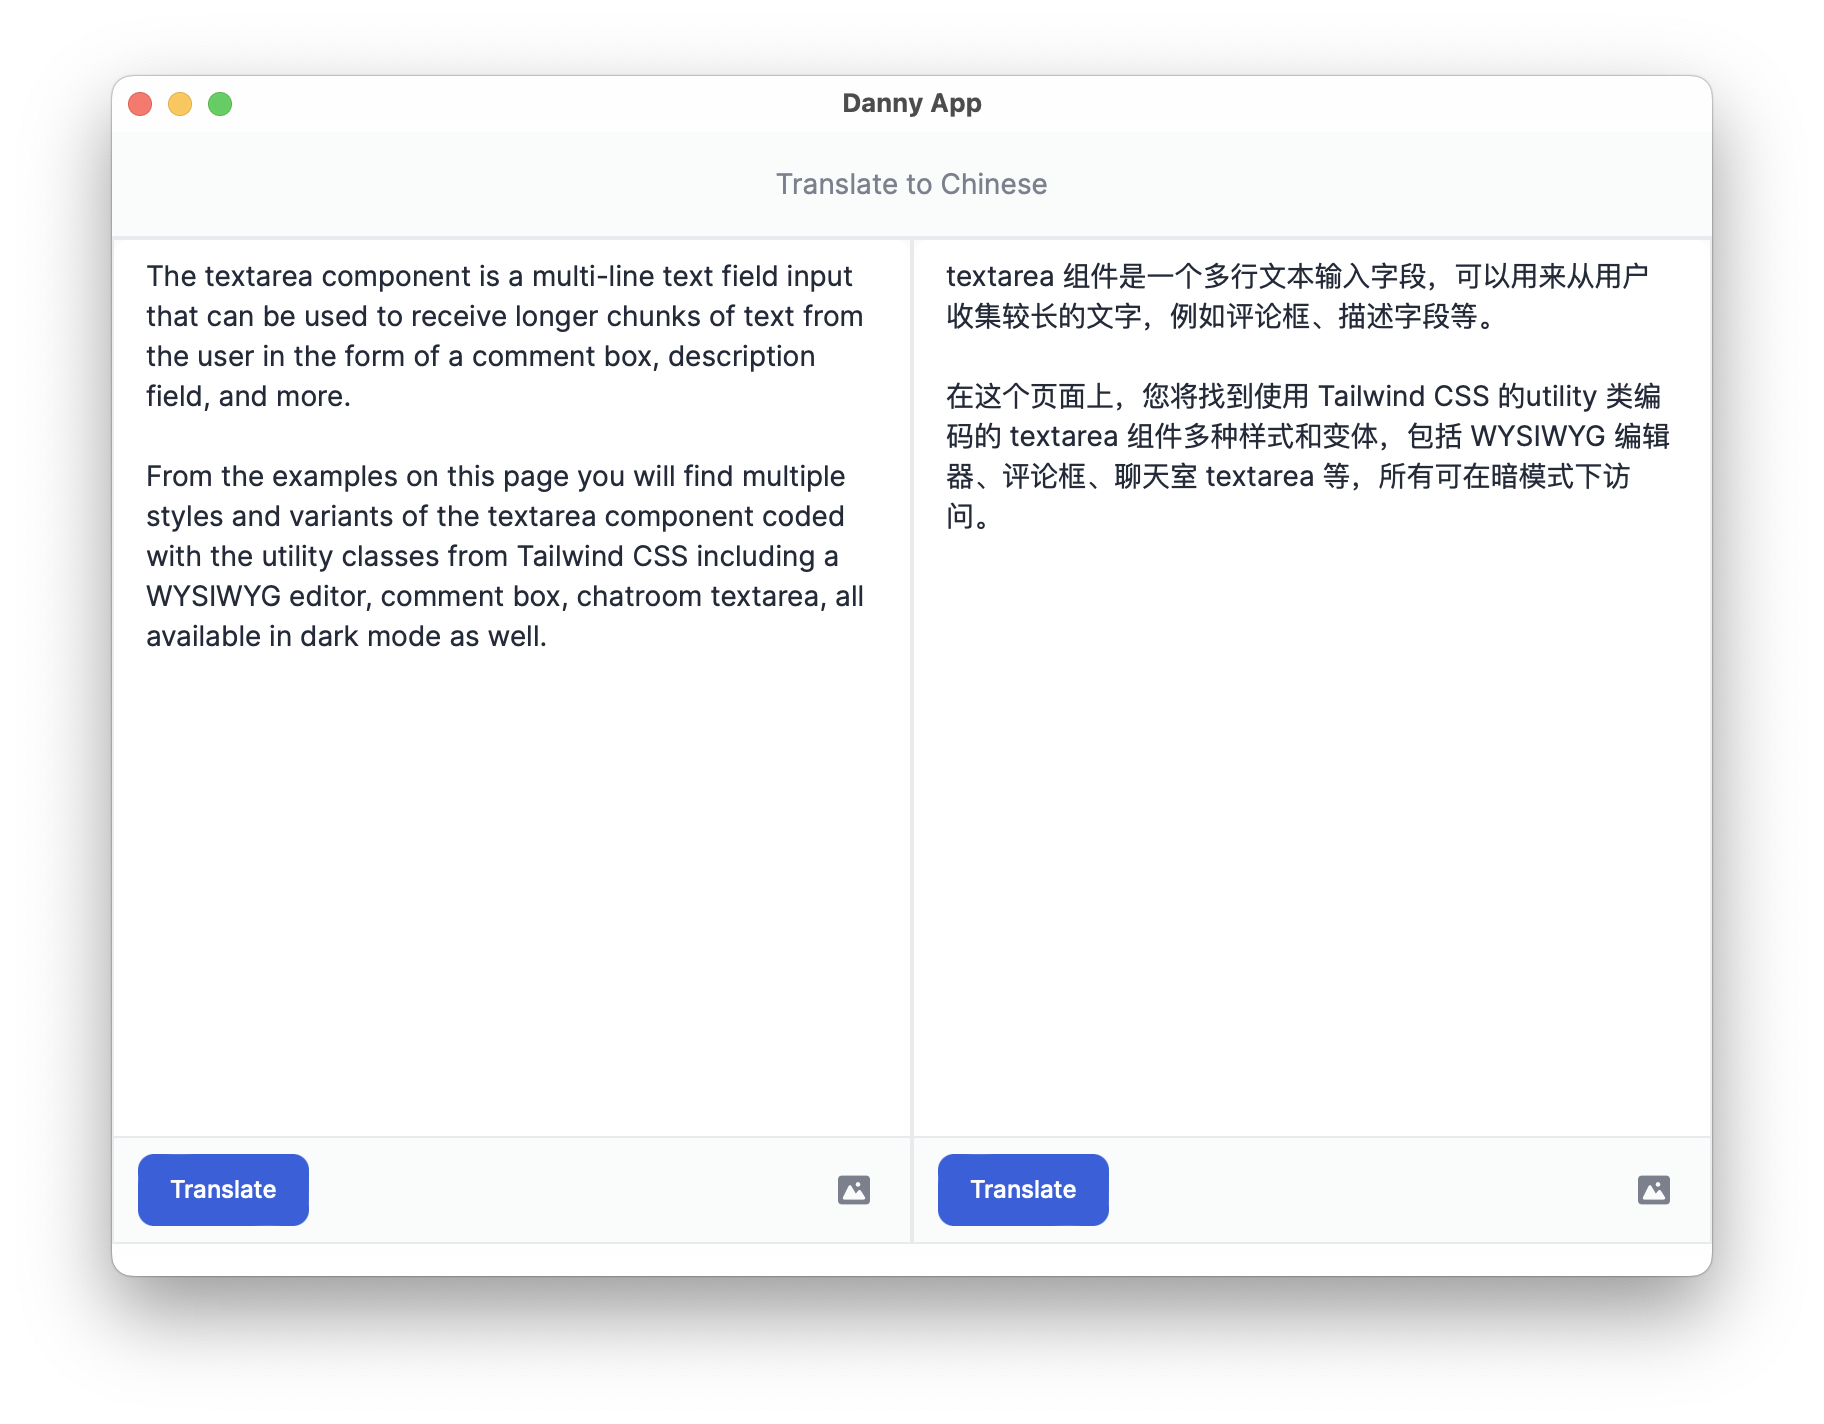 Danny App
Translate to Chinese
The textarea component is a multi-line text field input
that can be used to receive longer chunks of text from
the user in the form of a comment box, description
field, and more.
From the examples on this page you will find multiple
styles and variants of the textarea component coded
with the utility classes from Tailwind CSS including a
WYSIWYG editor, comment box, chatroom textarea, all
available in dark mode as well.
Translate
textarea 组件是一个多行文本输入字段，可以用来从用户
收集较长的文字，例如评论框、描述字段等。
在这个页面上，您将找到使用 Tailwind CSS 的utility 类编
码的 textarea 组件多种样式和变体，包括 WYSIWYG 编辑
器、评论框、聊天室 textarea 等，所有可在暗模式下访
问。
Translate